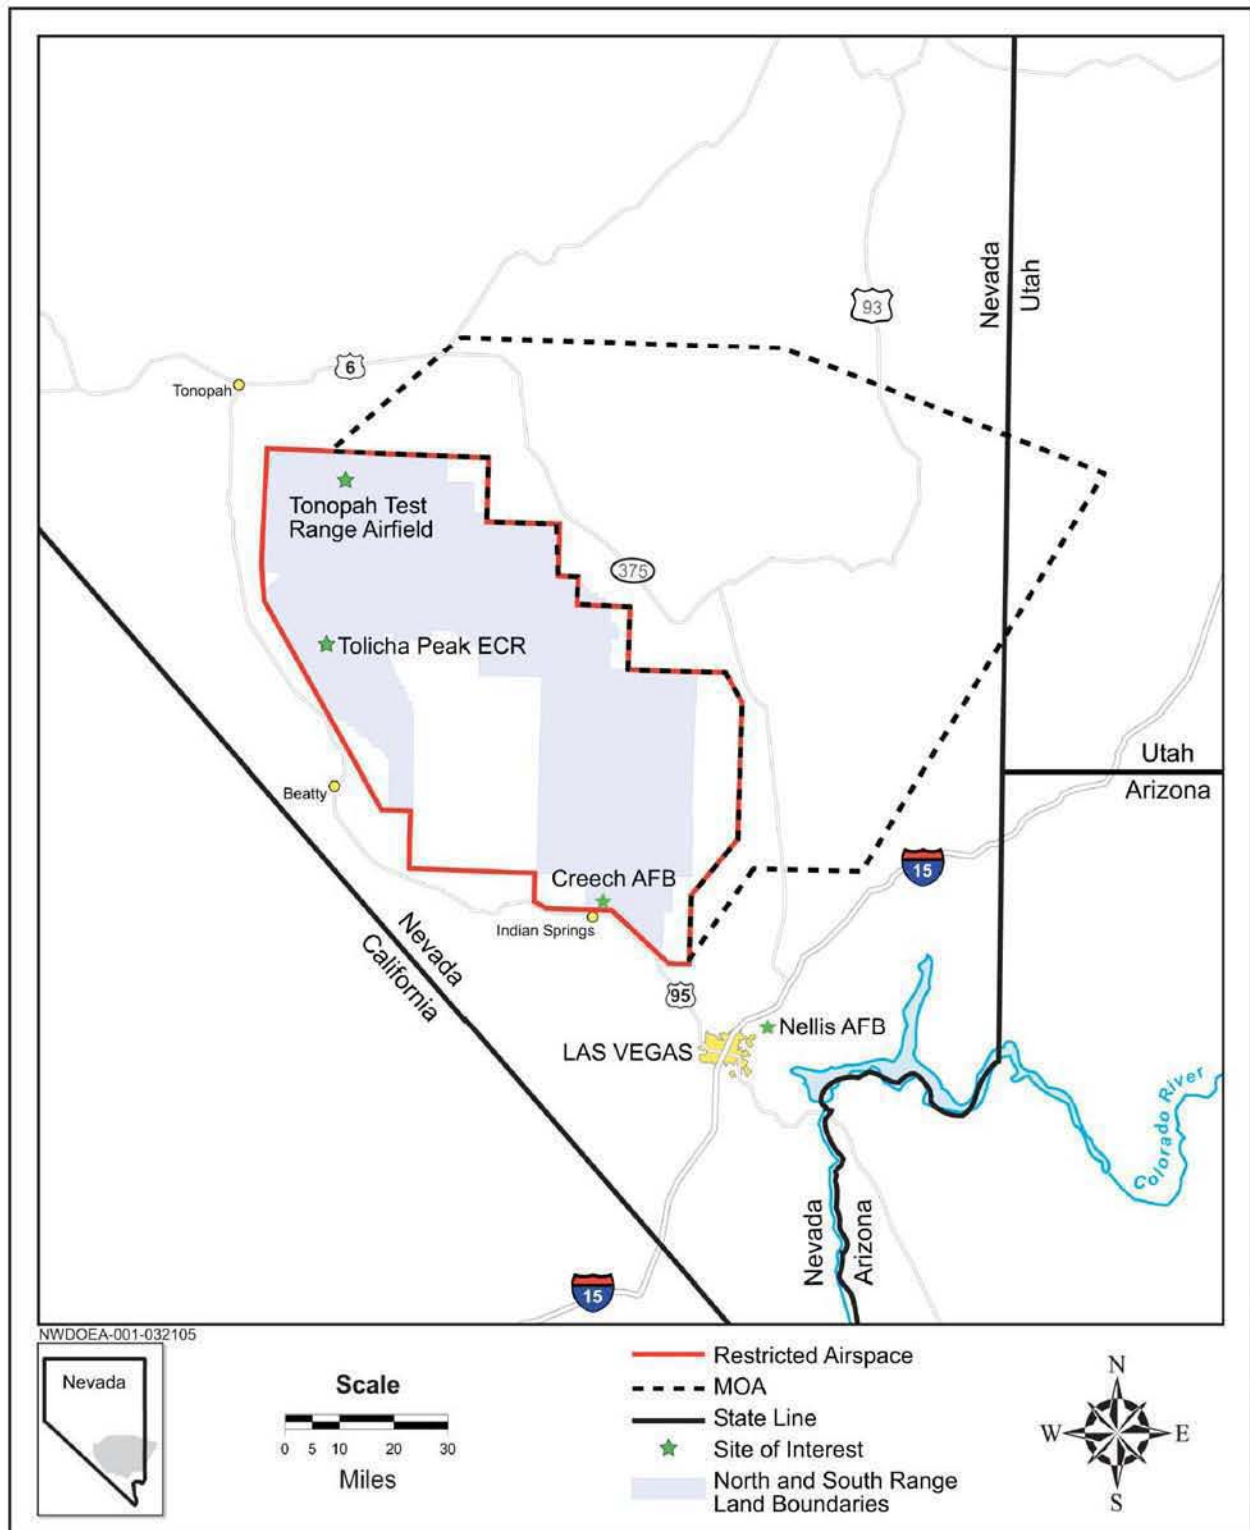 Nevada
Utah
93
6
Tonopah
Tonopah Test
Range Airfield
375
Tolicha Peak ECR
Utah
Arizona
Beatty
15
Creech AFB
Indian Springs
Nevada
California
95
Nellis AFB
LAS VEGAS
Colorado River
Nevada
Arizona
15
NWDOEA-001-032105
Nevada
Scale
0 5 10 20 30
Miles
Restricted Airspace
MOA
State Line
Site of Interest
North and South Range
Land Boundaries
N
W
E
S